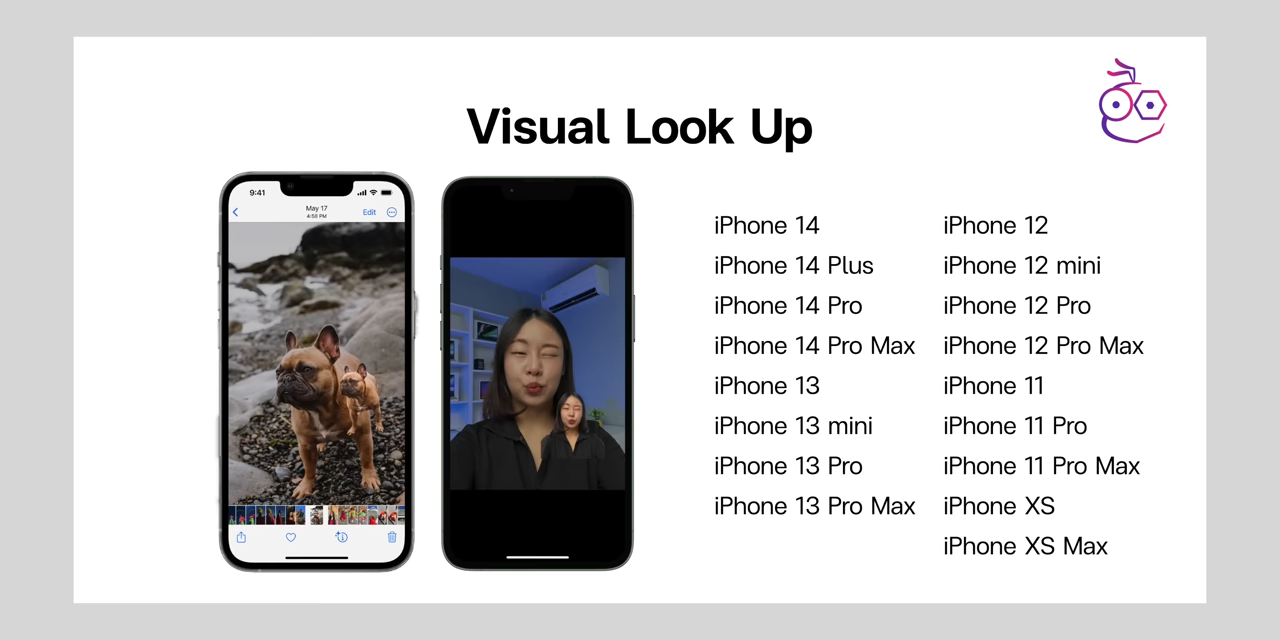 Visual Look Up
9:41
May 17
4:58 PM
Edit
iPhone 14
iPhone 14 Plus
iPhone 14 Pro
iPhone 14 Pro Max
iPhone 13
iPhone 13 mini
iPhone 13 Pro
iPhone 13 Pro Max
iPhone 12
iPhone 12 mini
iPhone 12 Pro
iPhone 12 Pro Max
iPhone 11
iPhone 11 Pro
iPhone 11 Pro Max
iPhone XS
iPhone XS Max